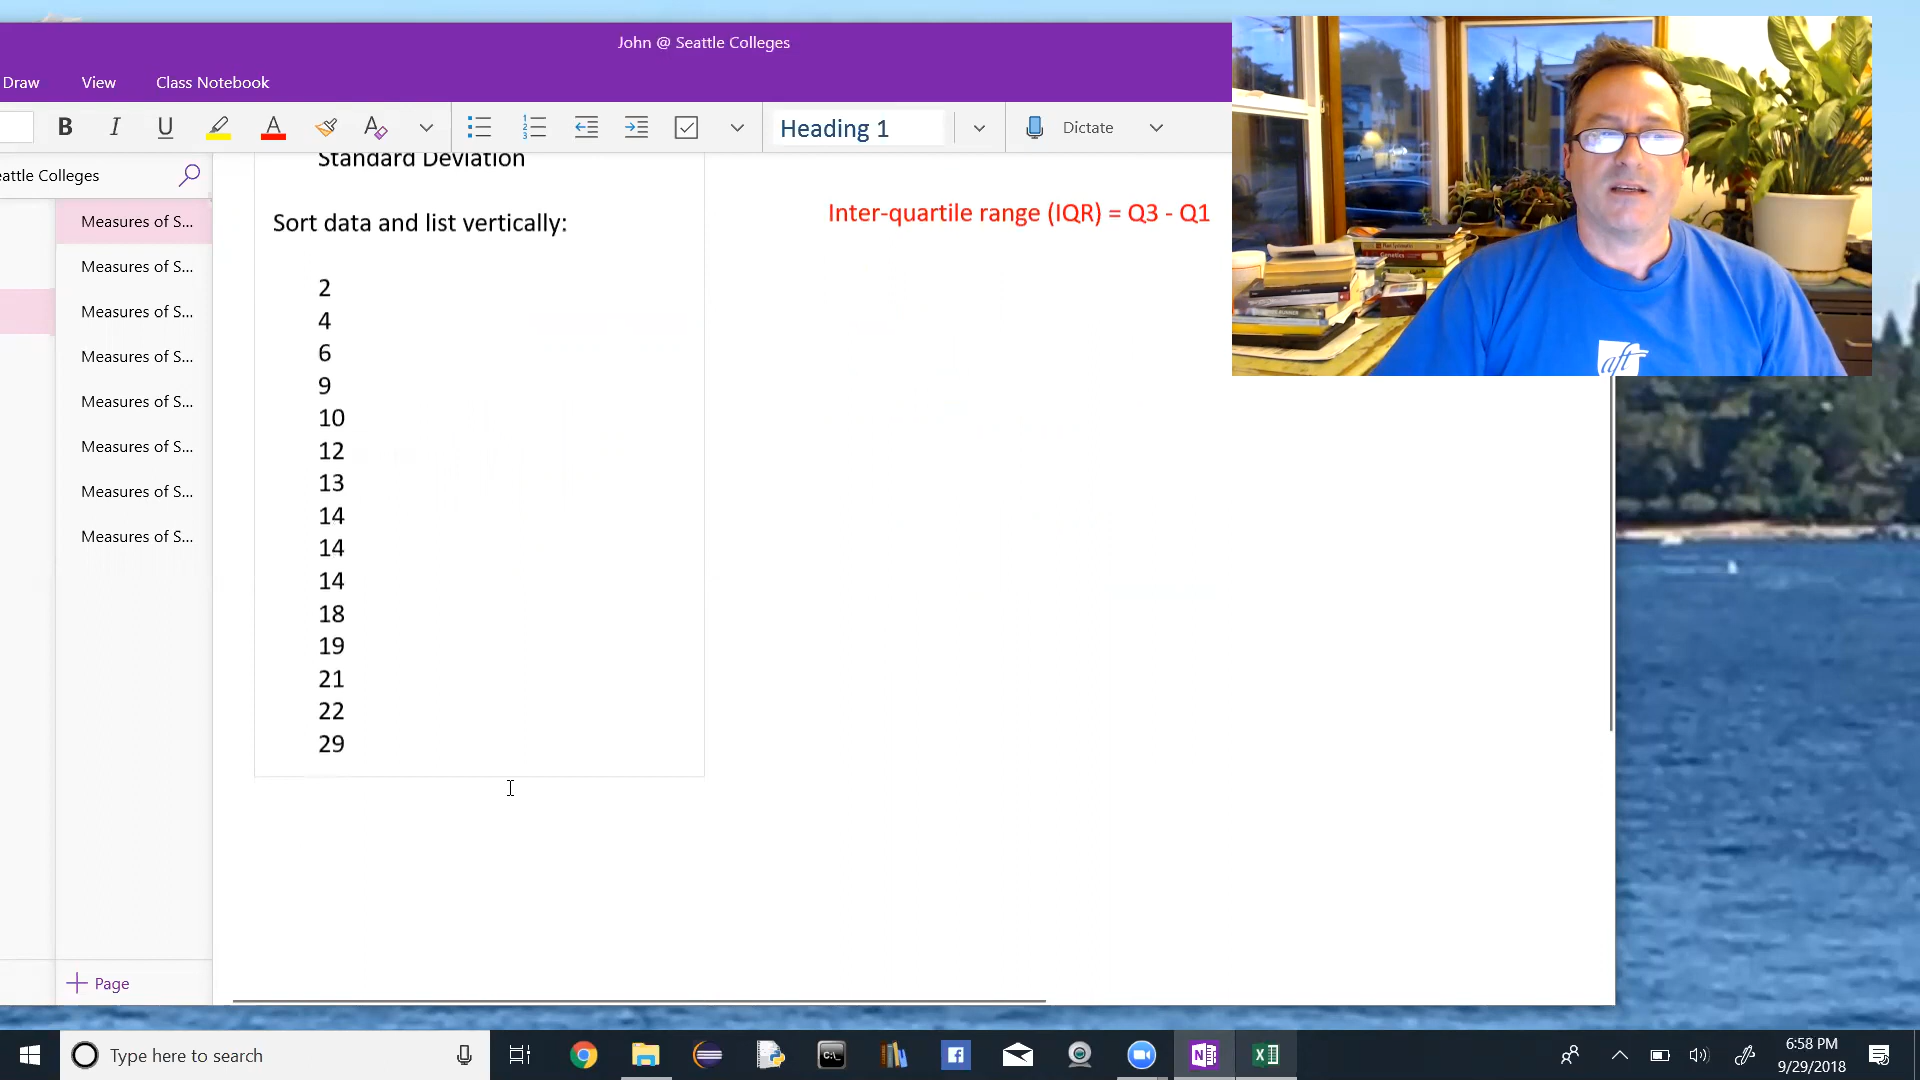 John @ Seattle Colleges
Draw View Class Notebook
B I U A A Heading 1 Dictate
eattle Colleges
Measures of S...
Measures of S...
Measures of S...
Measures of S...
Measures of S...
Measures of S...
Measures of S...
Measures of S...
Page
Standard Deviation
Sort data and list vertically:
2
4
6
9
10
12
13
14
14
14
18
19
21
22
29
Inter-quartile range (IQR) = Q3 - Q1
Genetics
aft
Type here to search
6:58 PM
9/29/2018